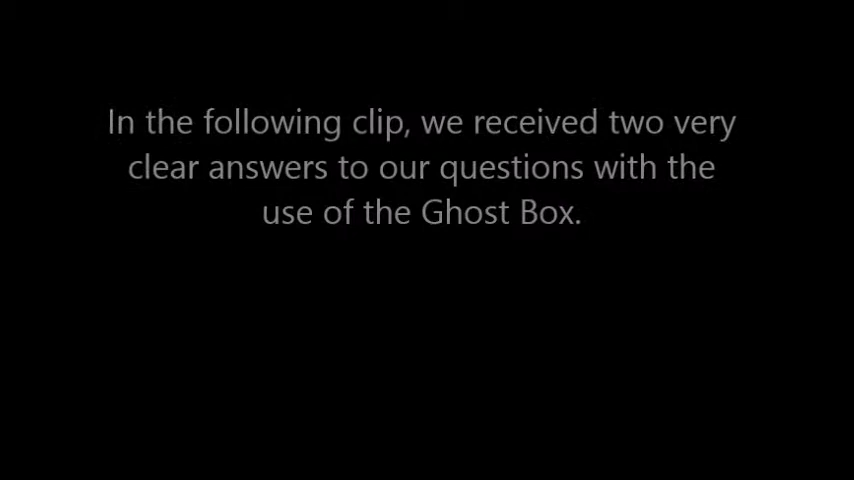 In the following clip, we received two very
clear answers to our questions with the
use of the Ghost Box.